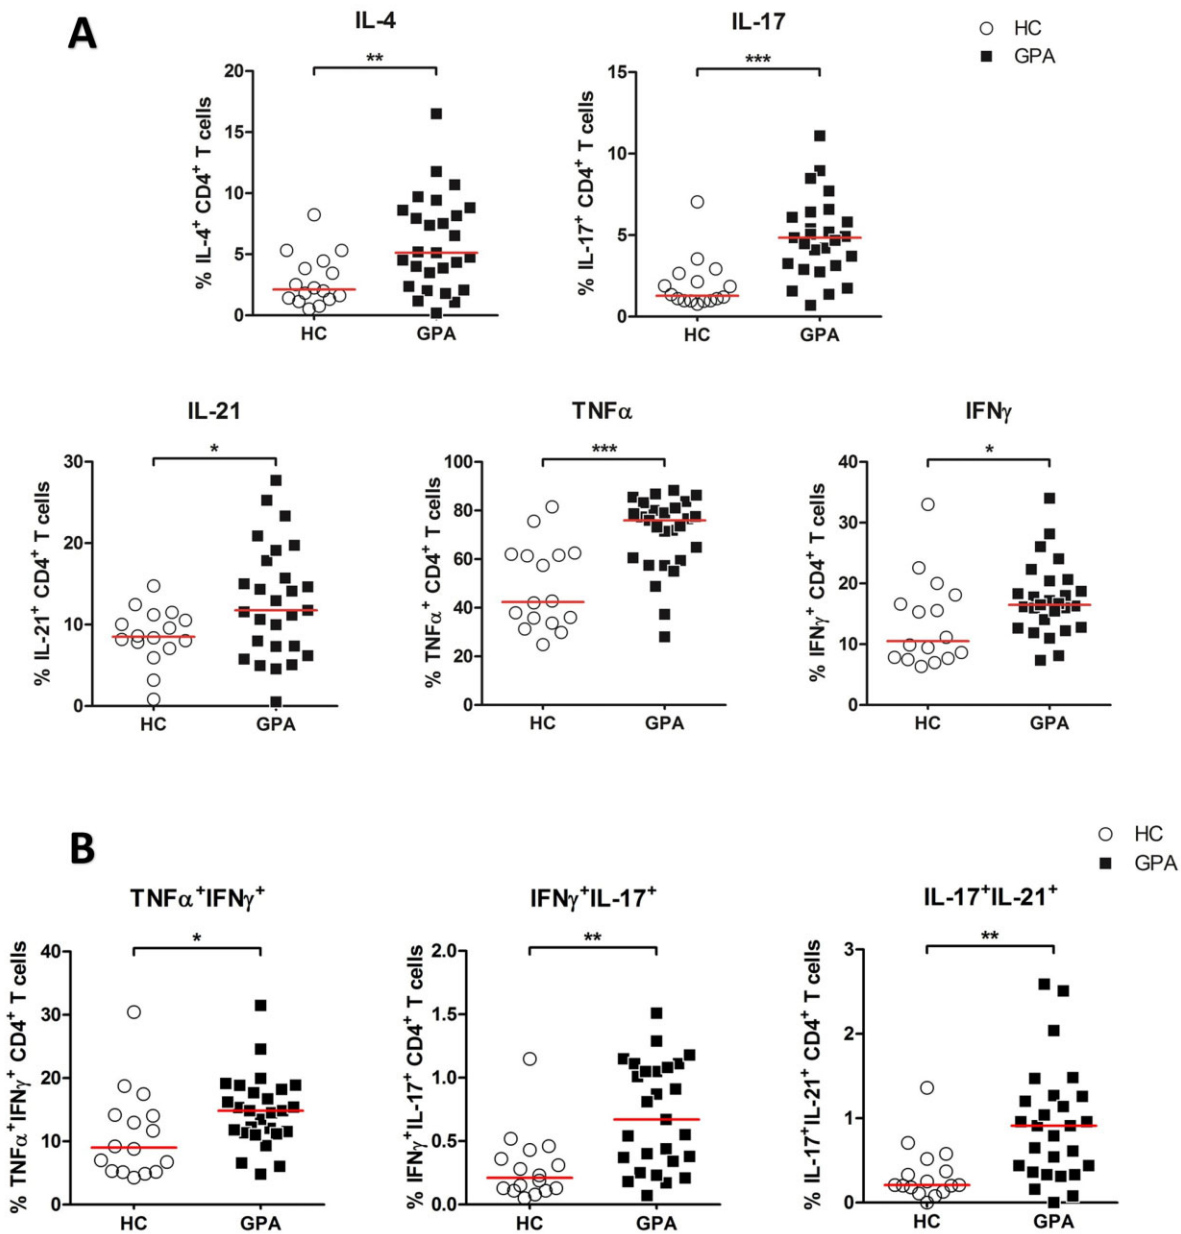 A
IL-4
IL-17
HC
GPA
**
***
% IL-4+ CD4+ T cells
20
15
10
5
0
HC
GPA
% IL-17+ CD4+ T cells
15
10
5
0
HC
GPA
IL-21
TNFα
IFNγ
*
***
*
% IL-21+ CD4+ T cells
30
20
10
0
HC
GPA
% TNFα+ CD4+ T cells
100
80
60
40
20
0
HC
GPA
% IFNγ+ CD4+ T cells
40
30
20
10
0
HC
GPA
B
HC
GPA
TNFα+IFNγ+
IFNγ+IL-17+
IL-17+IL-21+
*
**
**
% TNFα+IFNγ+ CD4+ T cells
40
30
20
10
0
HC
GPA
% IFNγ+IL-17+ CD4+ T cells
2.0
1.5
1.0
0.5
0.0
HC
GPA
% IL-17+IL-21+ CD4+ T cells
3
2
1
0
HC
GPA